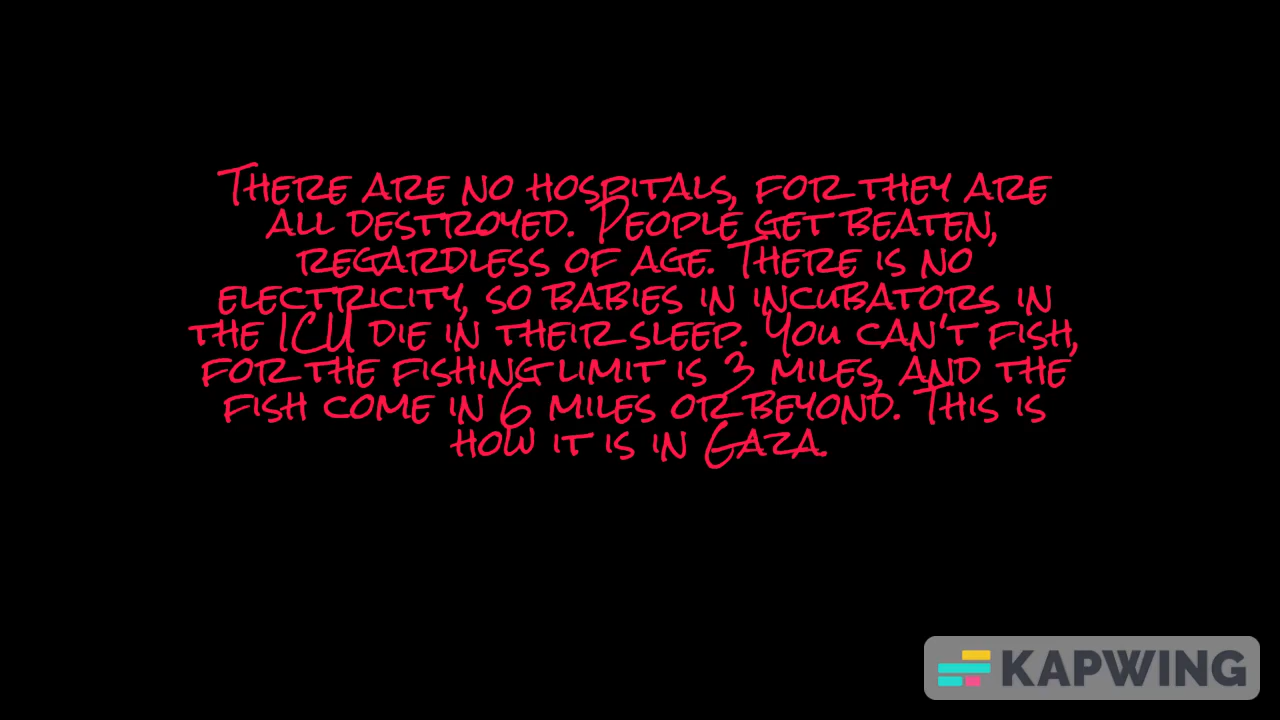 There are no hospitals, for they are
all destroyed. People get beaten,
regardless of age. There is no
electricity, so babies in incubators in
the ICU die in their sleep. You can't fish,
for the fishing limit is 3 miles, and the
fish come in 6 miles or beyond. This is
how it is in Gaza.
KAPWING